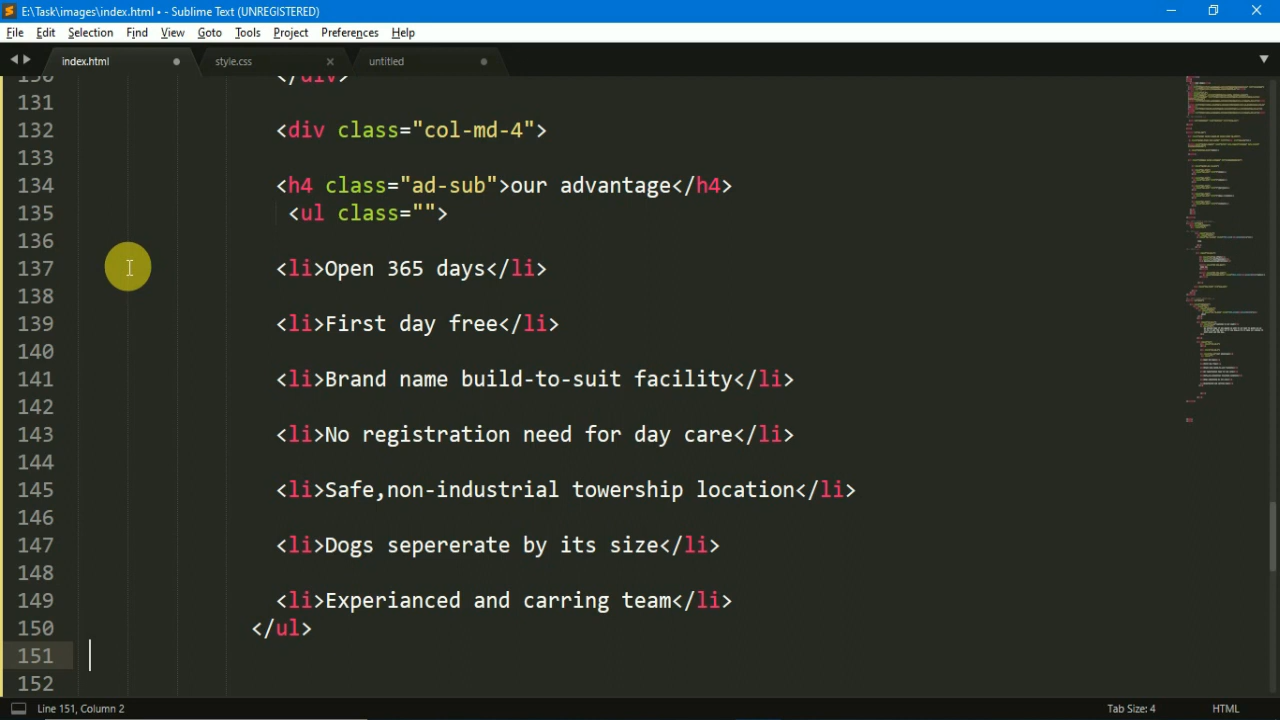 E:\Task\images\index.html • - Sublime Text (UNREGISTERED)
File Edit Selection Find View Goto Tools Project Preferences Help
index.html style.css untitled
130 </div>
131
132 <div class="col-md-4">
133
134 <h4 class="ad-sub">our advantage</h4>
135 <ul class="">
136
137 <li>Open 365 days</li>
138
139 <li>First day free</li>
140
141 <li>Brand name build-to-suit facility</li>
142
143 <li>No registration need for day care</li>
144
145 <li>Safe,non-industrial towership location</li>
146
147 <li>Dogs sepererate by its size</li>
148
149 <li>Experianced and carring team</li>
150 </ul>
151
152
Line 151, Column 2 Tab Size: 4 HTML